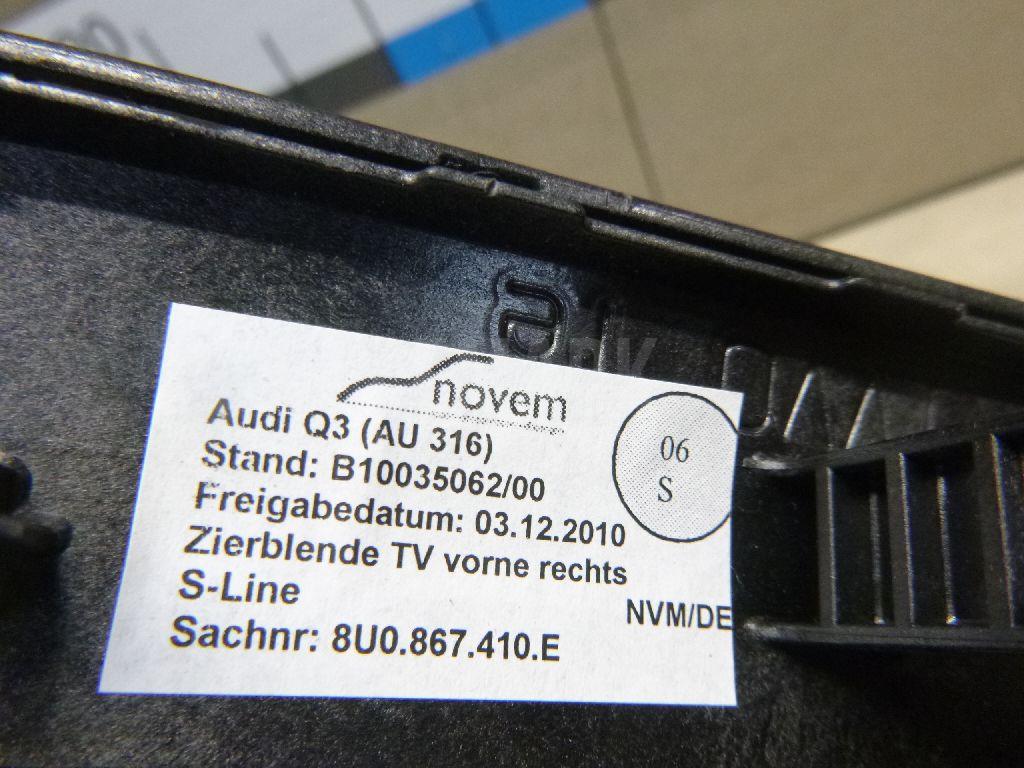 novem
Audi Q3 (AU 316)
06
S
Stand: B10035062/00
Freigabedatum: 03.12.2010
Zierblende TV vorne rechts
S-Line
NVM/DE
Sachnr: 8U0.867.410.E